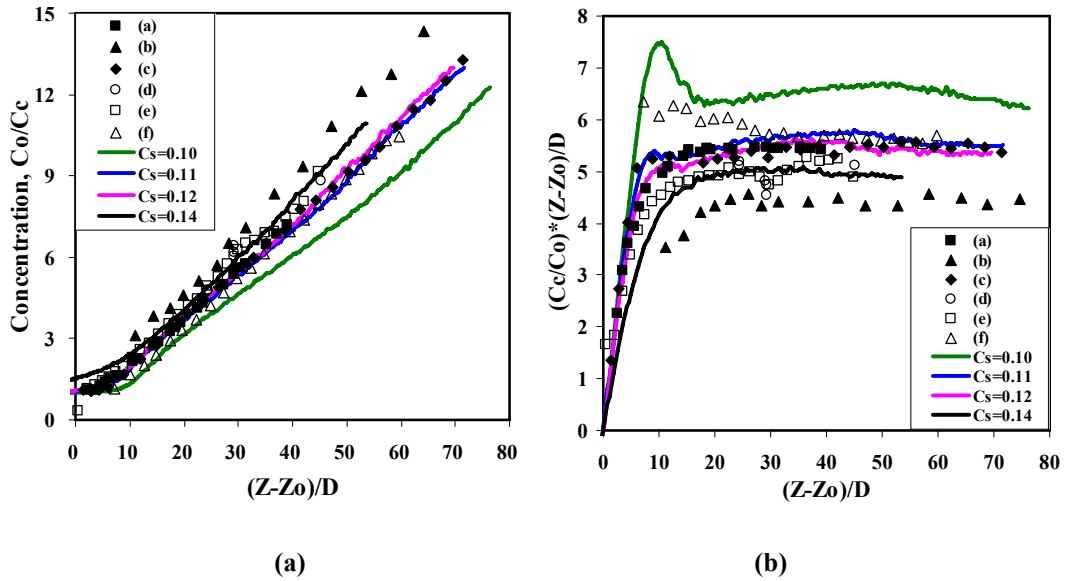 15
12
9
6
3
0
Concentration, Co/Cc
(a)
(b)
(c)
(d)
(e)
(f)
Cs=0.10
Cs=0.11
Cs=0.12
Cs=0.14
0 10 20 30 40 50 60 70 80
(Z-Zo)/D
(a)
8
7
6
5
4
3
2
1
0
(Cc/Co)*(Z-Zo)/D
(a)
(b)
(c)
(d)
(e)
(f)
Cs=0.10
Cs=0.11
Cs=0.12
Cs=0.14
0 10 20 30 40 50 60 70 80
(Z-Zo)/D
(b)